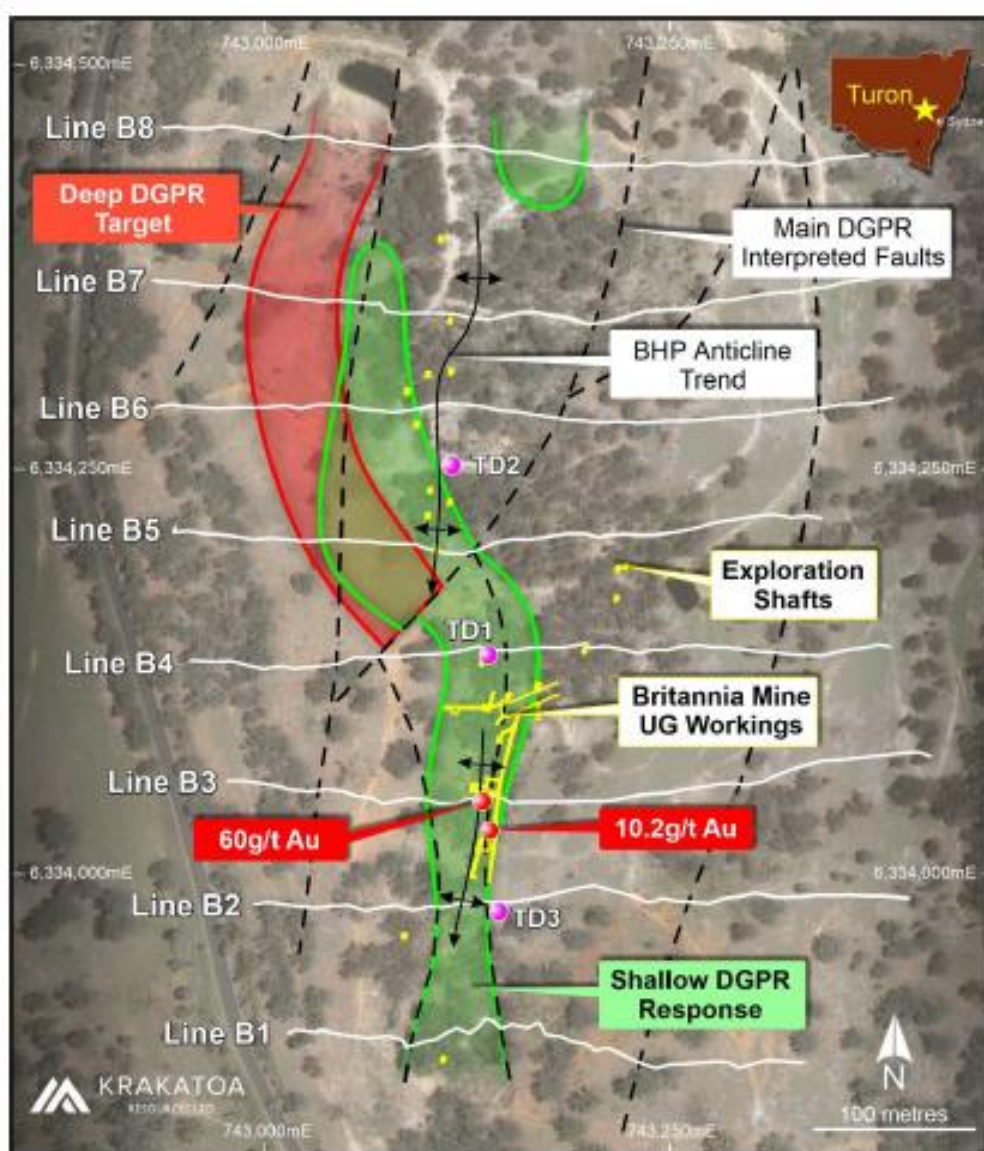 743,000mE
743,250mE
6,334,500mE
Turon
Sydney
Line B8
Deep DGPR
Target
Main DGPR
Interpreted Faults
Line B7
BHP Anticline
Trend
Line B6
TD2
6,334,250mE
6,334,250mE
Line B5
Exploration
Shafts
TD1
Line B4
Britannia Mine
UG Workings
Line B3
60g/t Au
10.2g/t Au
6,334,000mE
6,334,000mE
Line B2
TD3
Shallow DGPR
Response
Line B1
N
KRAKATOA
RESOURCES LTD
100 metres
743,000mE
743,250mE